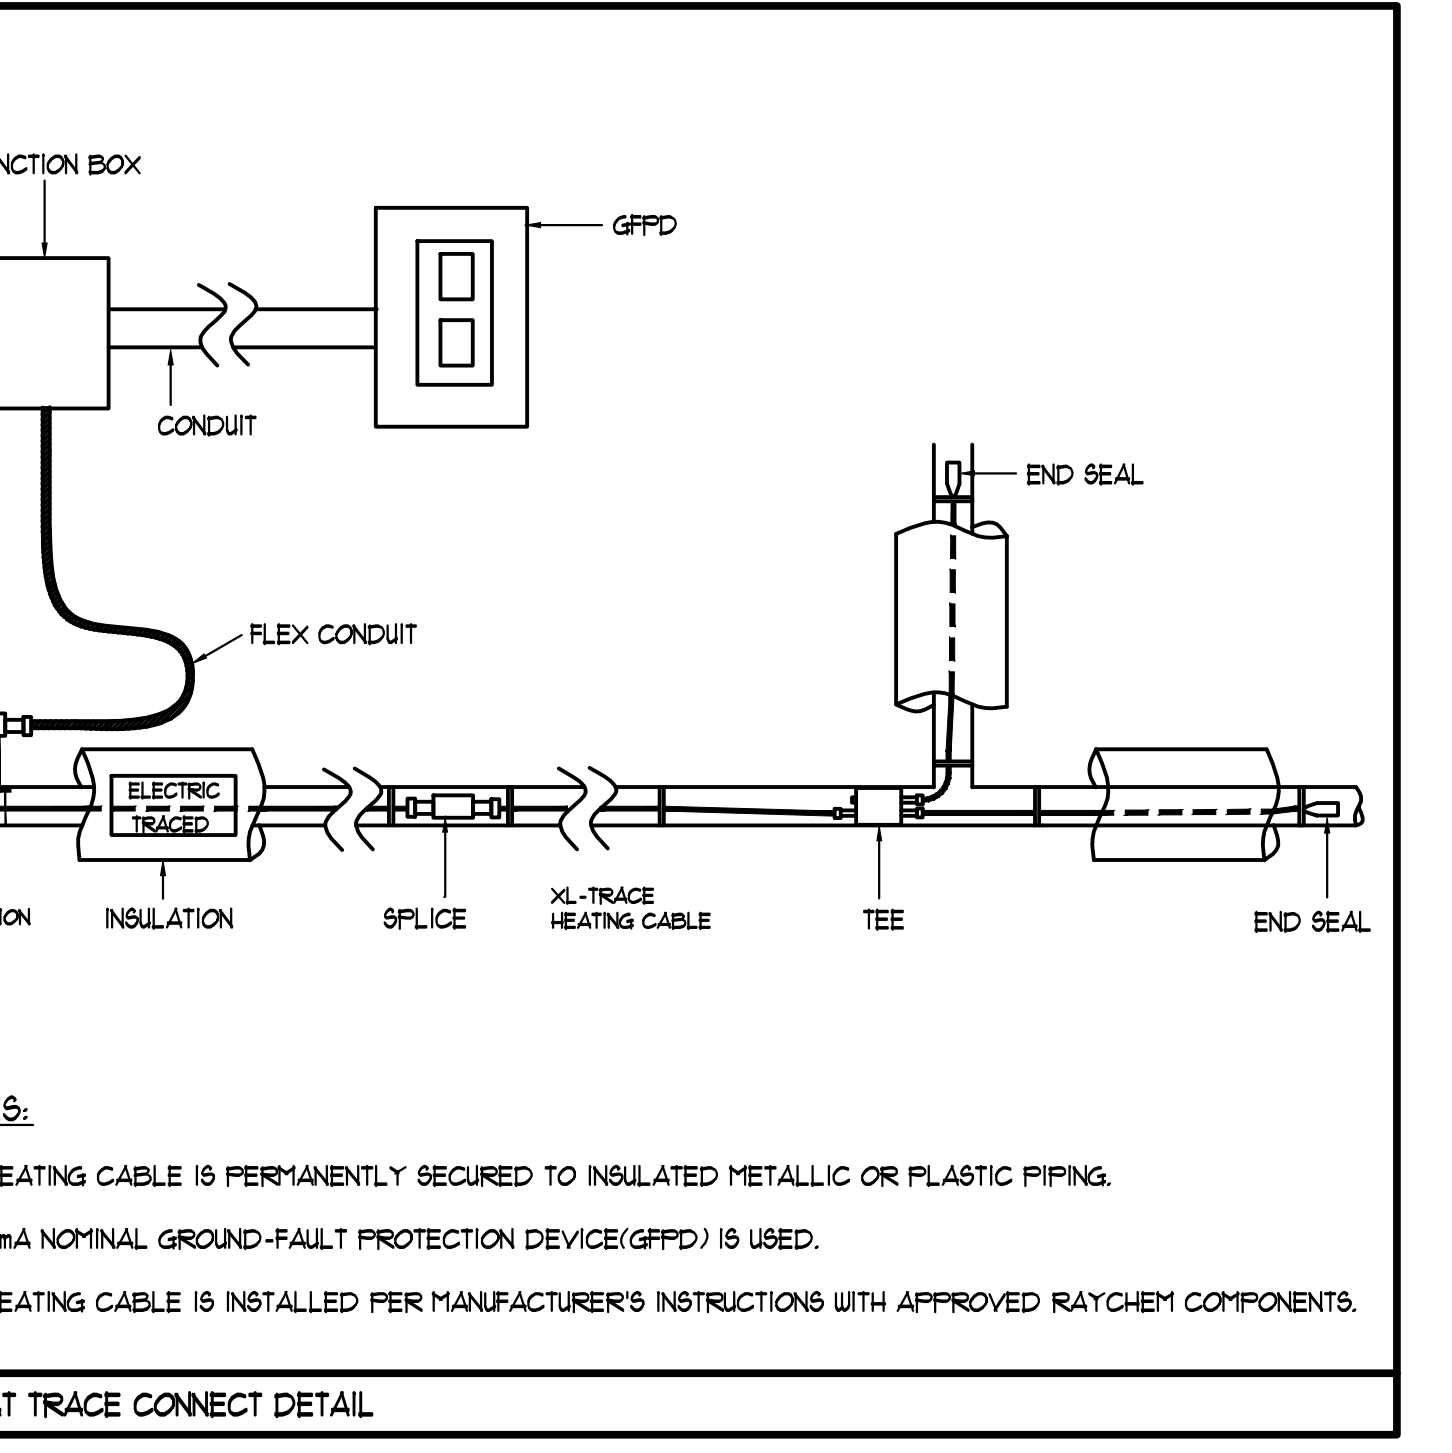 NCTION BOX
GFPD
CONDUIT
END SEAL
FLEX CONDUIT
ELECTRIC
TRACED
XL-TRACE
HEATING CABLE
ION
INSULATION
SPLICE
TEE
END SEAL
ES:
EATING CABLE IS PERMANENTLY SECURED TO INSULATED METALLIC OR PLASTIC PIPING.
mA NOMINAL GROUND-FAULT PROTECTION DEVICE(GFPD) IS USED.
EATING CABLE IS INSTALLED PER MANUFACTURER'S INSTRUCTIONS WITH APPROVED RAYCHEM COMPONENTS.
AT TRACE CONNECT DETAIL